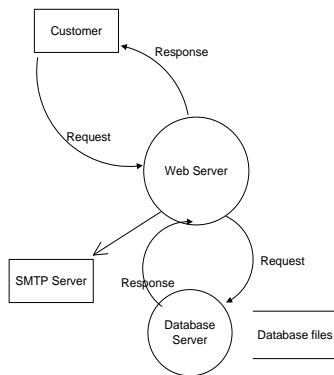 Customer
Response
Request
Web Server
SMTP Server
Response
Request
Database
Server
Database files